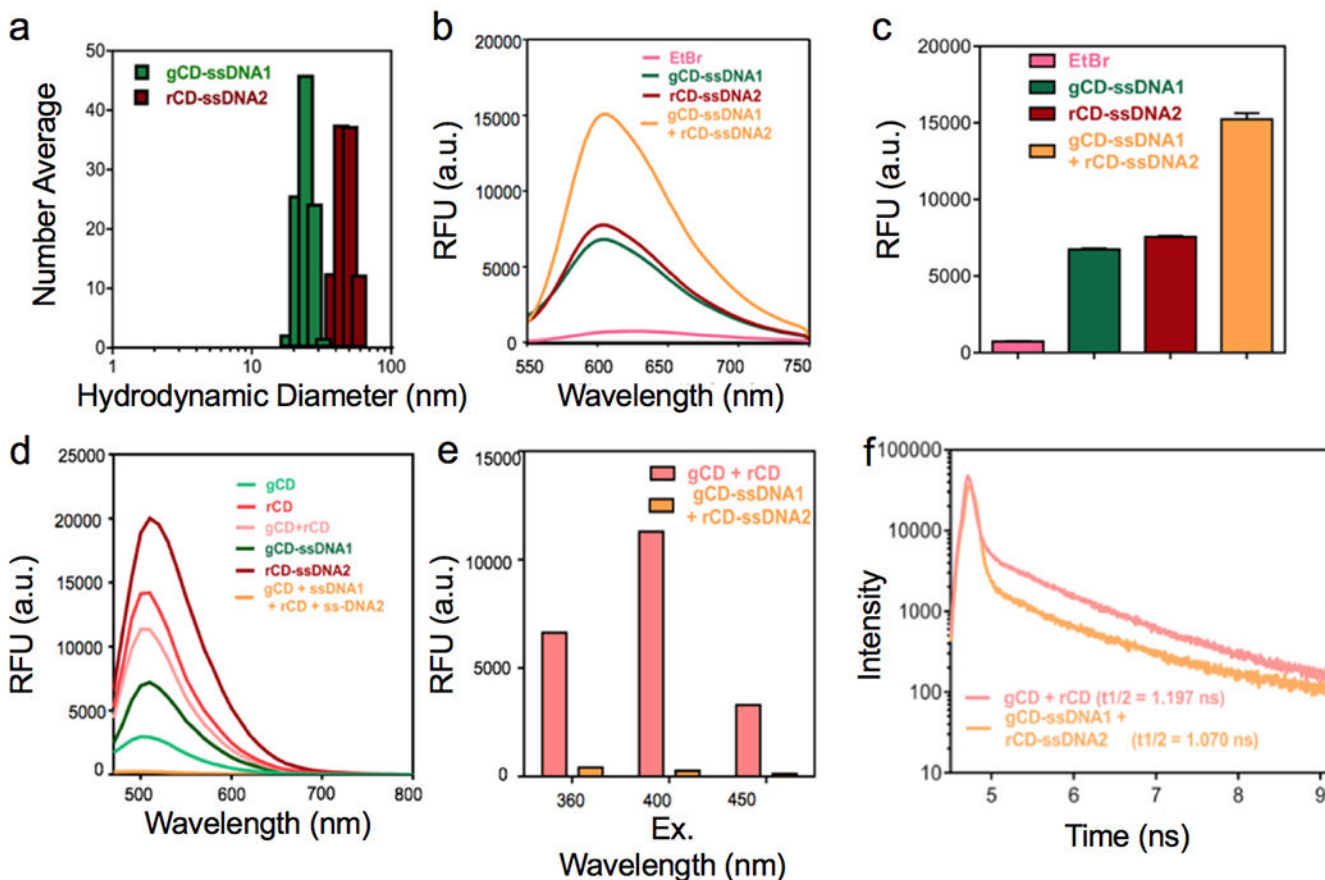 a
50
40
30
20
10
0
Number Average
gCD-ssDNA1
rCD-ssDNA2
1
10
100
Hydrodynamic Diameter (nm)
b
20000
15000
10000
5000
0
RFU (a.u.)
EtBr
gCD-ssDNA1
rCD-ssDNA2
gCD-ssDNA1
+ rCD-ssDNA2
550
600
650
700
750
Wavelength (nm)
c
20000
15000
10000
5000
0
RFU (a.u.)
EtBr
gCD-ssDNA1
rCD-ssDNA2
gCD-ssDNA1
+ rCD-ssDNA2
d
25000
20000
15000
10000
5000
0
RFU (a.u.)
gCD
rCD
gCD+rCD
gCD-ssDNA1
rCD-ssDNA2
gCD + ssDNA1
+ rCD + ss-DNA2
500
600
700
800
Wavelength (nm)
e
15000
10000
5000
0
RFU (a.u.)
gCD + rCD
gCD-ssDNA1
+ rCD-ssDNA2
360
400
450
Ex.
Wavelength (nm)
f
100000
10000
1000
100
10
Intensity
gCD + rCD (t1/2 = 1.197 ns)
gCD-ssDNA1 +
rCD-ssDNA2 (t1/2 = 1.070 ns)
5
6
7
8
9
Time (ns)